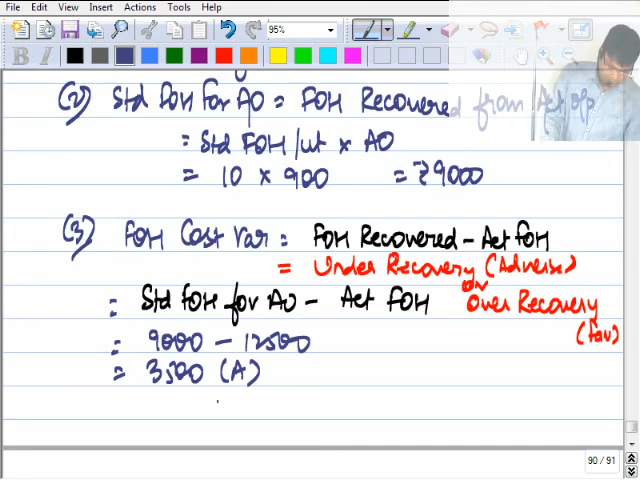 File Edit View Insert Actions Tools Help
95%
B I
(2) Std FOH for AO = FOH Recovered from Act o/p
= Std FOH/ut × AO
= 10 × 900 = ₹9000
(3) FOH Cost Var = FOH Recovered - Act FOH
= Under Recovery (Adverse)
or
= Std FOH for AO - Act FOH Over Recovery
(fav)
= 9000 - 12500
= 3500 (A)
90 / 91